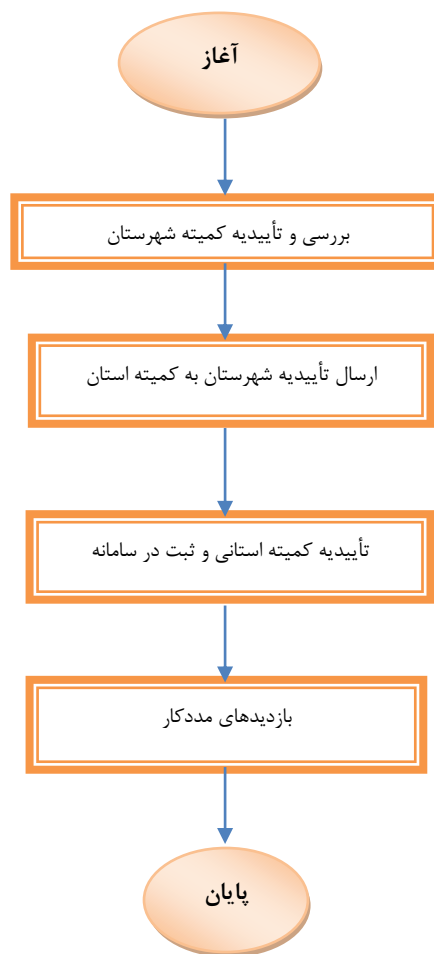 آغاز
بررسی و تأییدیه کمیته شهرستان
ارسال تأییدیه شهرستان به کمیته استان
تأییدیه کمیته استانی و ثبت در سامانه
بازدیدهای مددکار
پایان